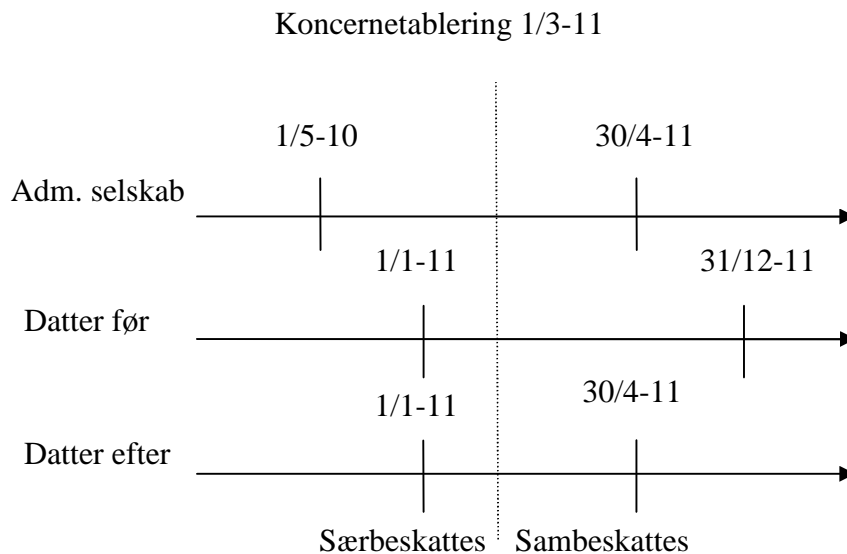 Koncernetablering 1/3-11
1/5-10 30/4-11
Adm. selskab
1/1-11 31/12-11
Datter før
1/1-11 30/4-11
Datter efter
Særbeskattes Sambeskattes